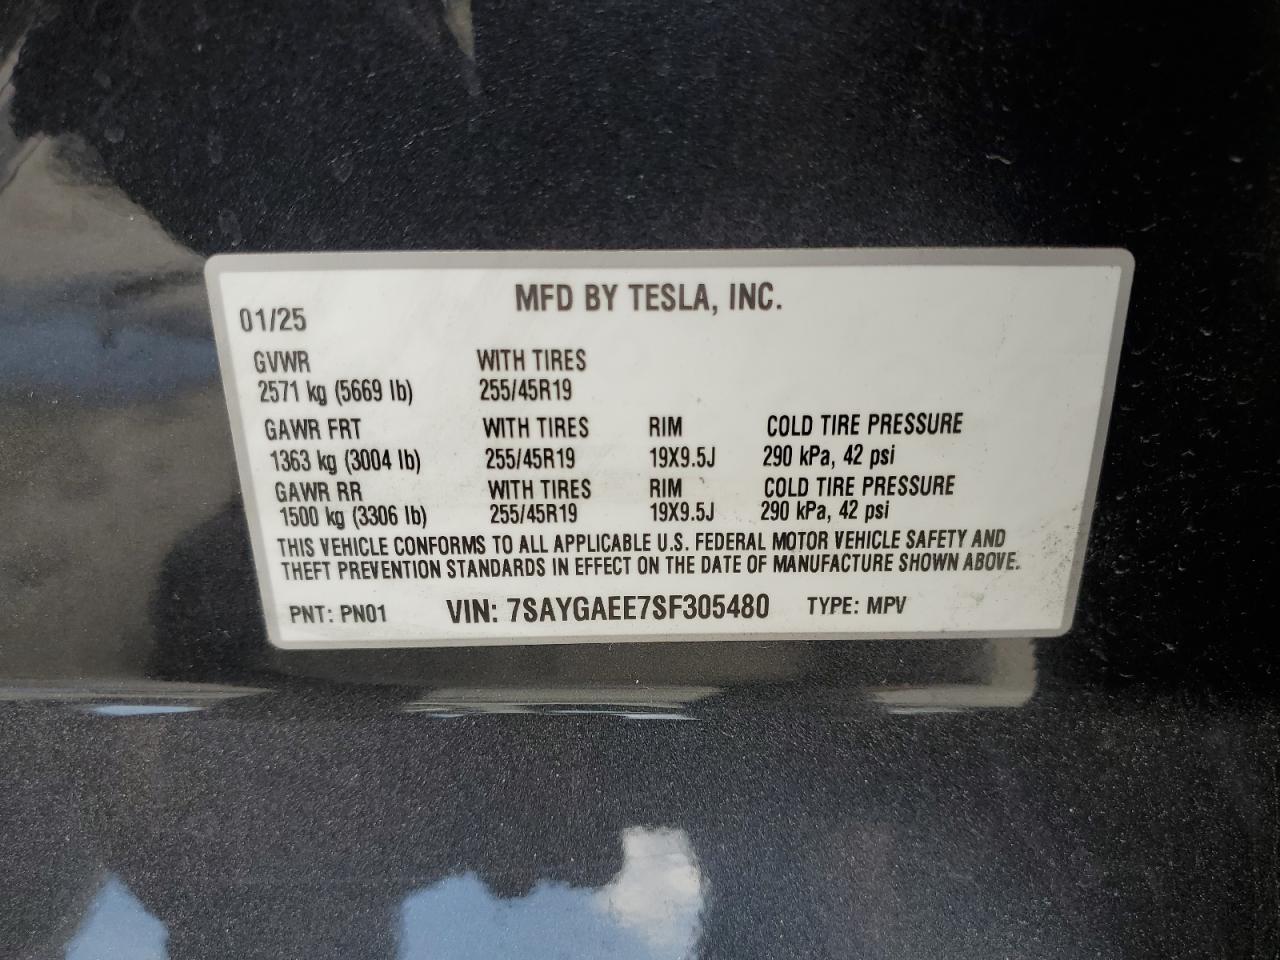 MFD BY TESLA, INC.
01/25
GVWR WITH TIRES
2571 kg (5669 lb) 255/45R19
GAWR FRT WITH TIRES RIM COLD TIRE PRESSURE
1363 kg (3004 lb) 255/45R19 19X9.5J 290 kPa, 42 psi
GAWR RR WITH TIRES RIM COLD TIRE PRESSURE
1500 kg (3306 lb) 255/45R19 19X9.5J 290 kPa, 42 psi
THIS VEHICLE CONFORMS TO ALL APPLICABLE U.S. FEDERAL MOTOR VEHICLE SAFETY AND
THEFT PREVENTION STANDARDS IN EFFECT ON THE DATE OF MANUFACTURE SHOWN ABOVE.
PNT: PN01 VIN: 7SAYGAEE7SF305480 TYPE: MPV